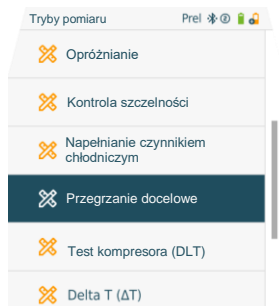 Tryby pomiaru Prel
Opróżnianie
Kontrola szczelności
Napełnianie czynnikiem
chłodniczym
Przegrzanie docelowe
Test kompresora (DLT)
Delta T (ΔT)